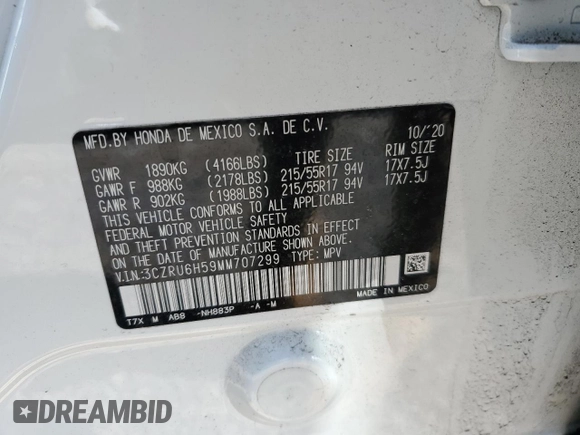 MFD.BY HONDA DE MEXICO S.A. DE C.V. 10/'20
GVWR 1890KG (4166LBS) TIRE SIZE RIM SIZE
GAWR F 988KG (2178LBS) 215/55R17 94V 17X7.5J
GAWR R 902KG (1988LBS) 215/55R17 94V 17X7.5J
THIS VEHICLE CONFORMS TO ALL APPLICABLE
FEDERAL MOTOR VEHICLE SAFETY
AND THEFT PREVENTION STANDARDS IN EFFECT
ON THE DATE OF MANUFACTURE SHOWN ABOVE.
V.I.N:3CZRU6H59MM707299 TYPE: MPV
T7X M AB8 -NH883P -A -M MADE IN MEXICO
DREAMBID